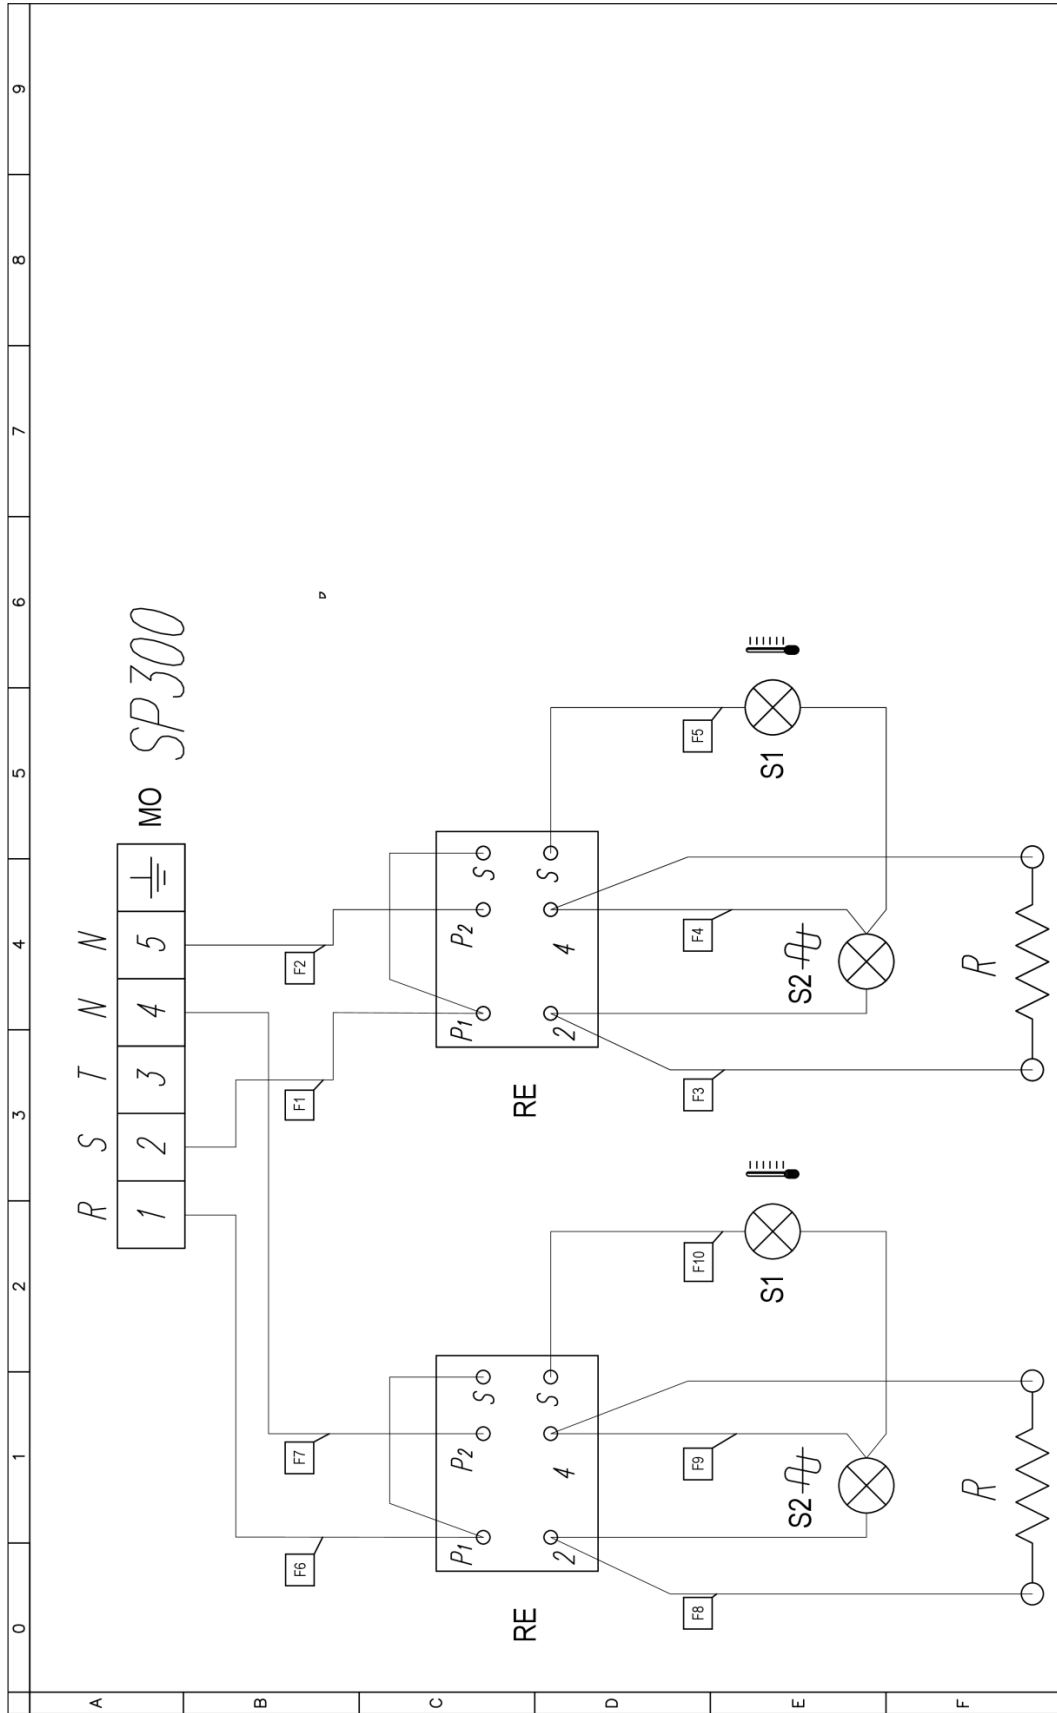 0 1 2 3 4 5 6 7 8 9
A
R S T N N
1 2 3 4 5 MO SP300
B
F6 F7 F1 F2
C
P1 P2 S P1 P2 S
RE RE
2 4 S 2 4 S
D
F8 F9 F10 F3 F4 F5
S1 S1
E
S2 S2
F
R R